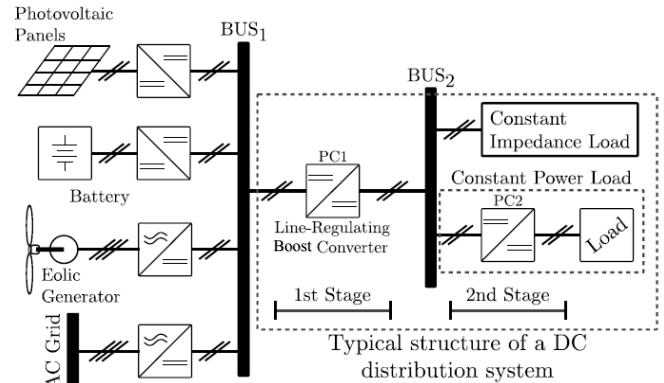 Photovoltaic
Panels
BUS1
BUS2
Constant
Impedance Load
Battery
PC1
Line-Regulating
Boost Converter
Constant Power Load
PC2
Load
Eolic
Generator
1st Stage
2nd Stage
AC Grid
Typical structure of a DC
distribution system